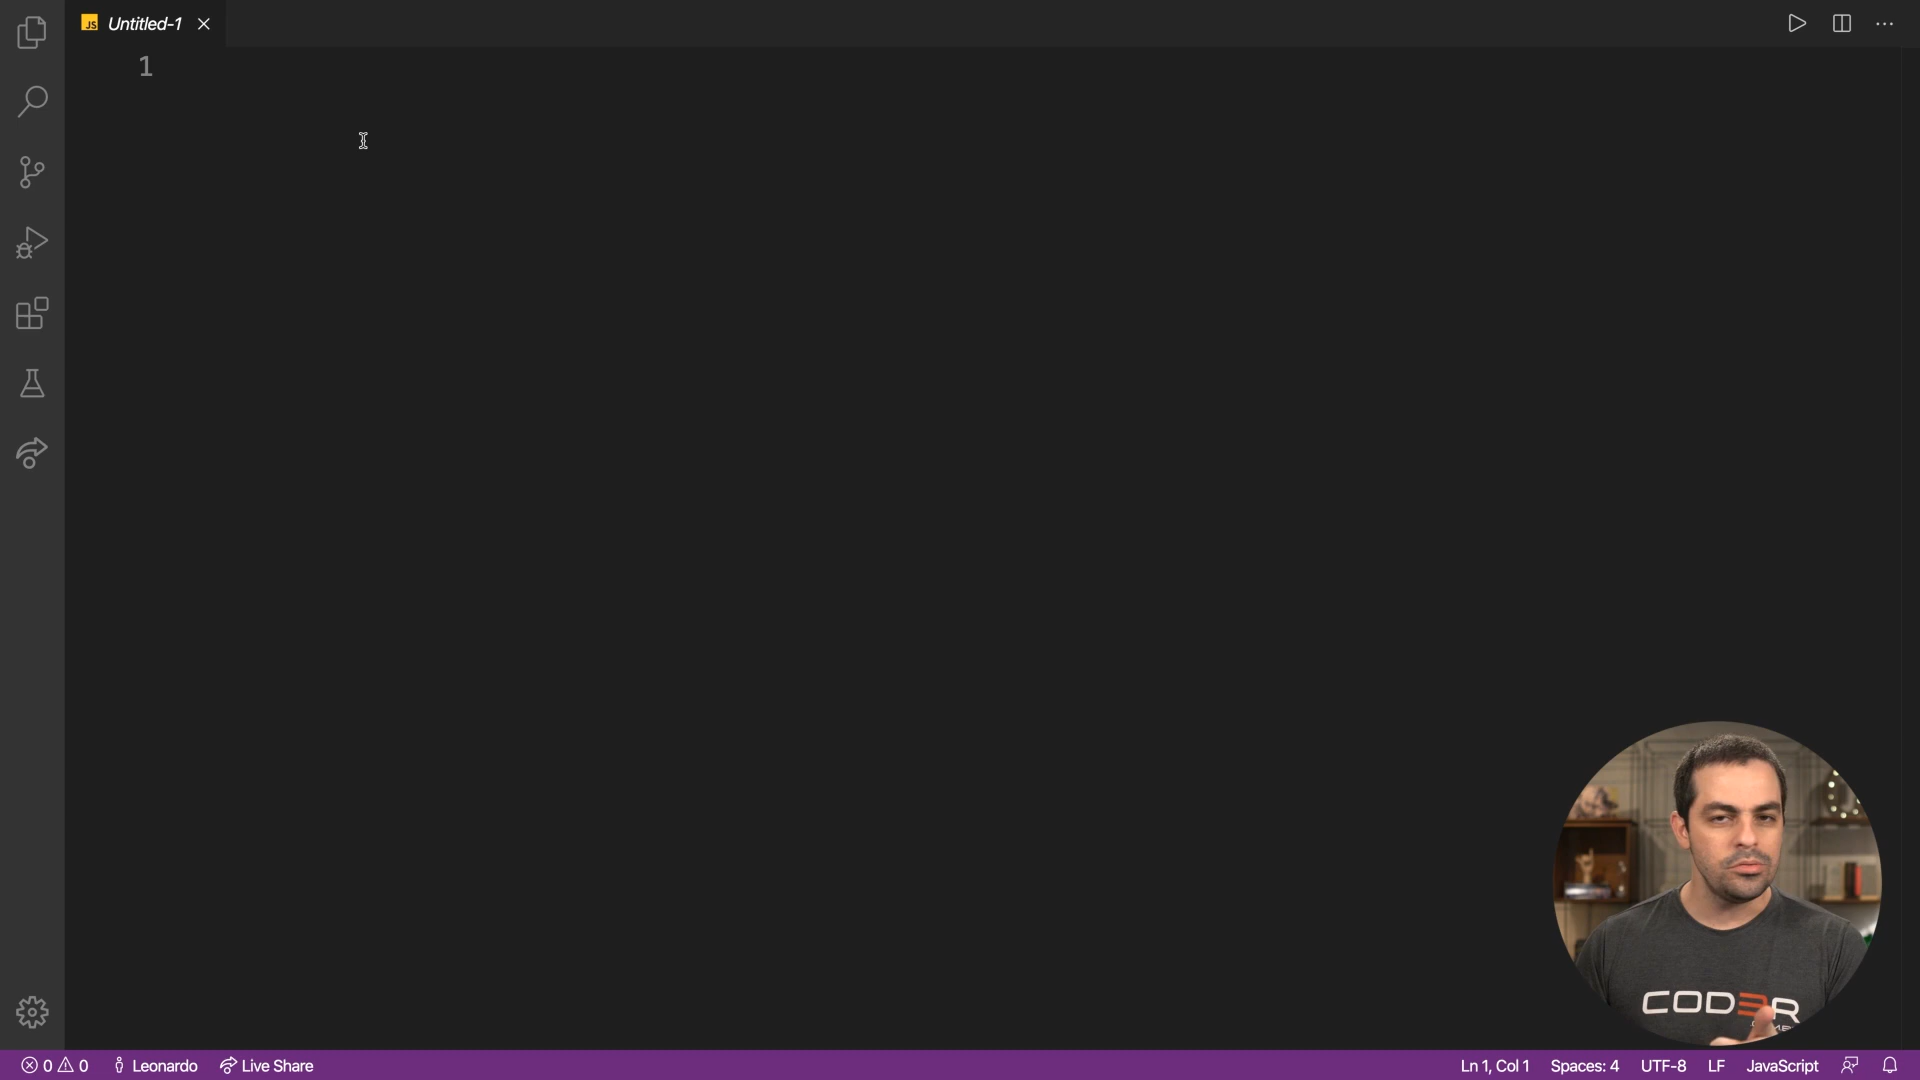 JS Untitled-1
1
COD3R
0 0 Leonardo Live Share
Ln 1, Col 1 Spaces: 4 UTF-8 LF JavaScript